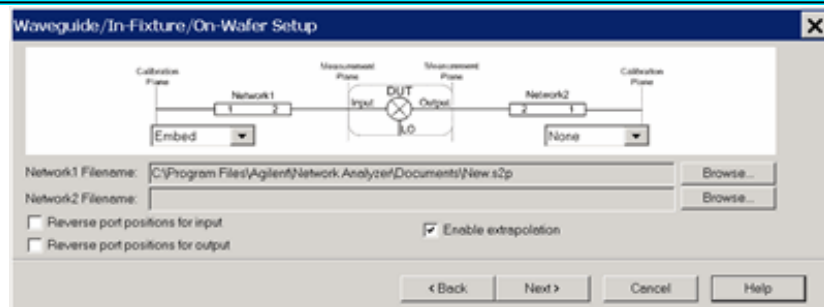 Waveguide/In-Fixture/On-Wafer Setup
Calibration Plane
Measurement Plane
Measurement Plane
Calibration Plane
Network1
DUT
Network2
1 2
Input
Output
2 1
LO
Embed
None
Network1 Filename: C:\Program Files\Agilent\Network Analyzer\Documents\New.s2p Browse...
Network2 Filename: Browse...
Reverse port positions for input
Enable extrapolation
Reverse port positions for output
< Back Next > Cancel Help